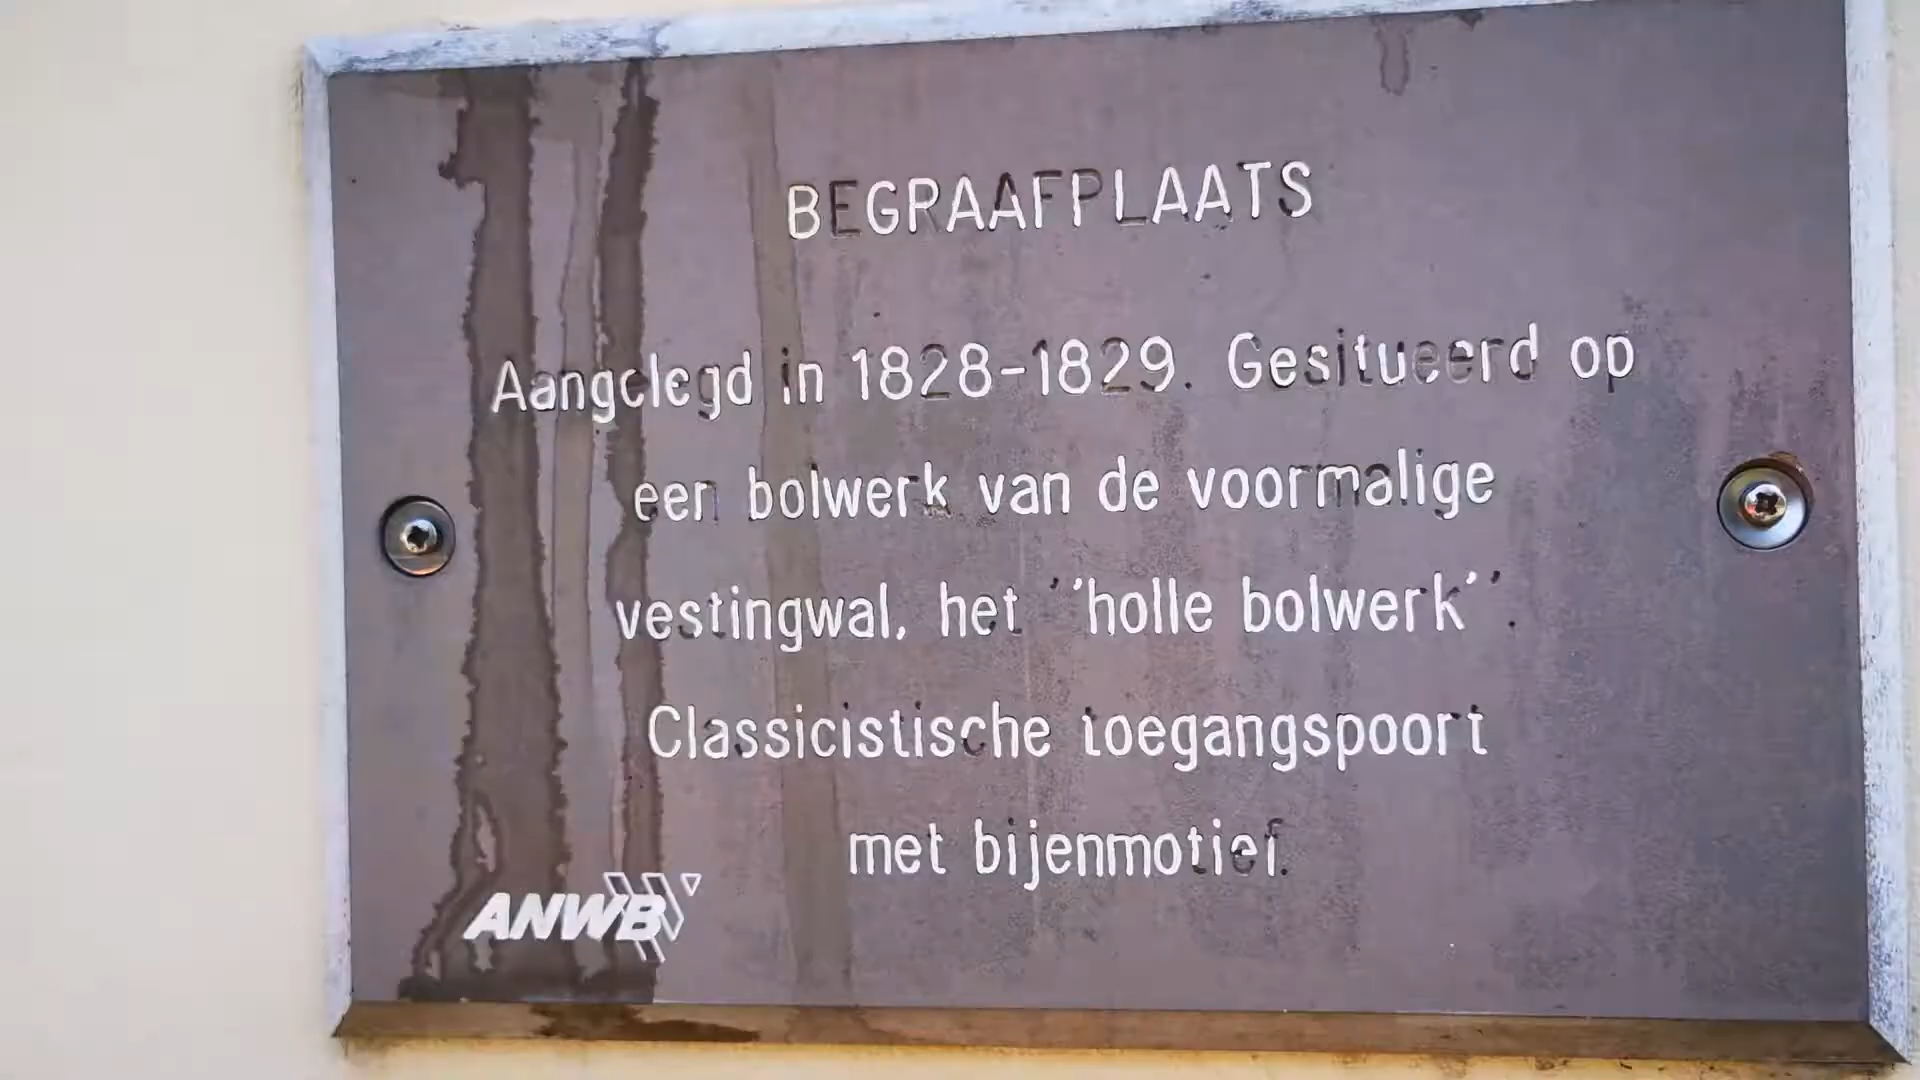 BEGRAAFPLAATS
Aangelegd in 1828-1829. Gesitueerd op
een bolwerk van de voormalige
vestingwal, het ''holle bolwerk''.
Classicistische toegangspoort
met bijenmotief.
ANWB